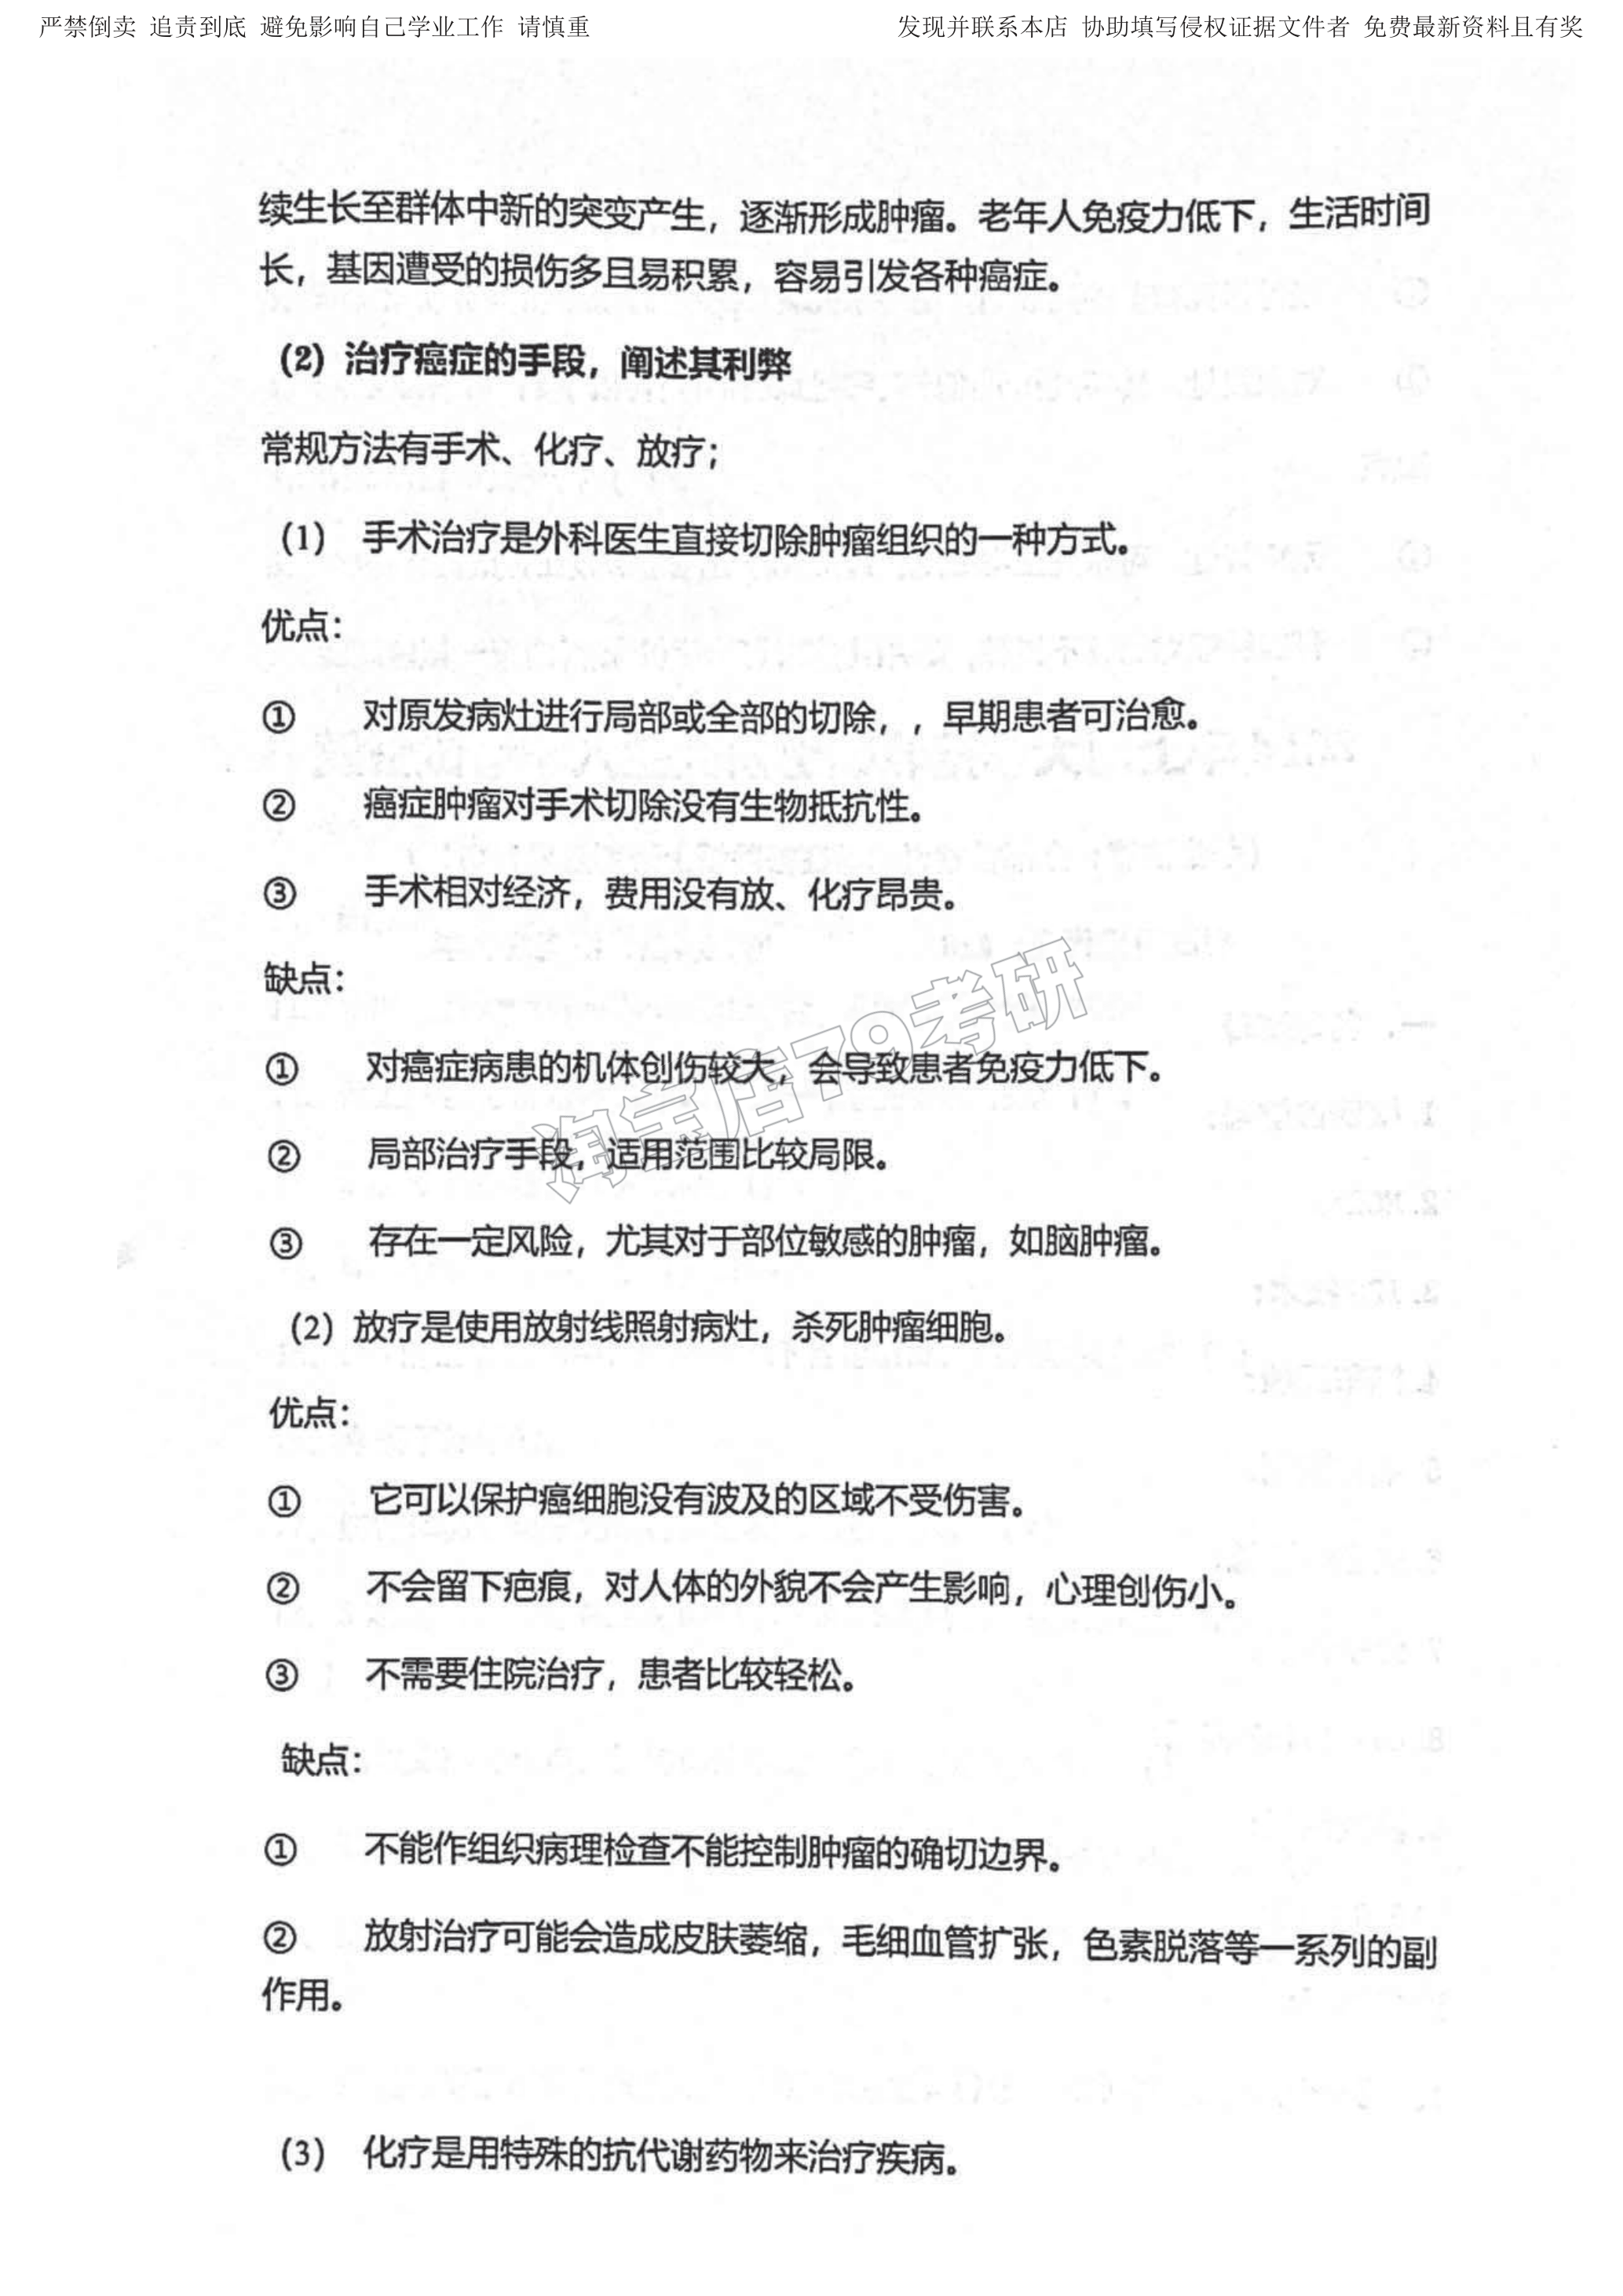 严禁倒卖 追责到底 避免影响自己学业工作 请慎重
发现并联系本店 协助填写侵权证据文件者 免费最新资料且有奖
续生长至群体中新的突变产生，逐渐形成肿瘤。老年人免疫力低下，生活时间
长，基因遭受的损伤多且易积累，容易引发各种癌症。
（2）治疗癌症的手段，阐述其利弊
常规方法有手术、化疗、放疗；
（1） 手术治疗是外科医生直接切除肿瘤组织的一种方式。
优点：
① 对原发病灶进行局部或全部的切除，，早期患者可治愈。
② 癌症肿瘤对手术切除没有生物抵抗性。
③ 手术相对经济，费用没有放、化疗昂贵。
缺点：
① 对癌症病患的机体创伤较大，会导致患者免疫力低下。
② 局部治疗手段，适用范围比较局限。
③ 存在一定风险，尤其对于部位敏感的肿瘤，如脑肿瘤。
（2）放疗是使用放射线照射病灶，杀死肿瘤细胞。
优点：
① 它可以保护癌细胞没有波及的区域不受伤害。
② 不会留下疤痕，对人体的外貌不会产生影响，心理创伤小。
③ 不需要住院治疗，患者比较轻松。
缺点：
① 不能作组织病理检查不能控制肿瘤的确切边界。
② 放射治疗可能会造成皮肤萎缩，毛细血管扩张，色素脱落等一系列的副
作用。
（3） 化疗是用特殊的抗代谢药物来治疗疾病。
淘宝店79考研